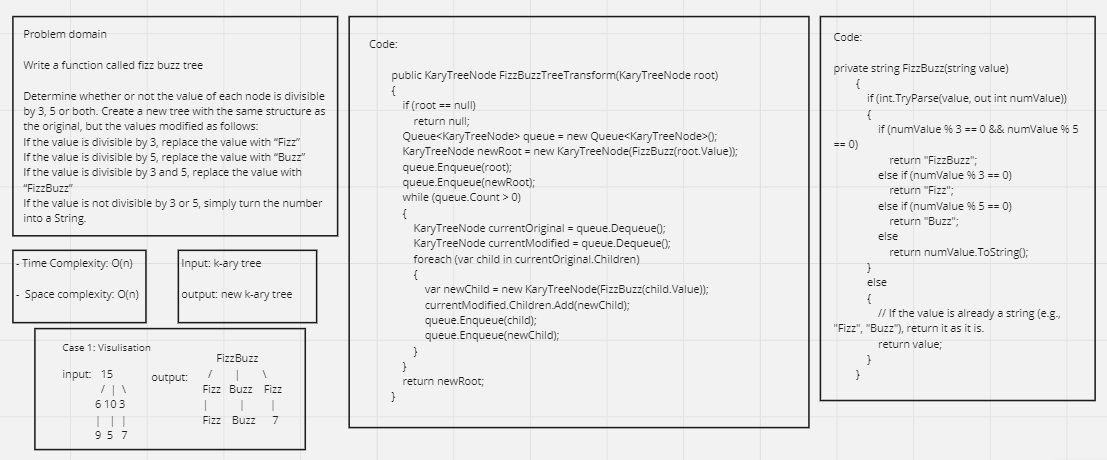 Problem domain
Write a function called fizz buzz tree
Determine whether or not the value of each node is divisible
by 3, 5 or both. Create a new tree with the same structure as
the original, but the values modified as follows:
If the value is divisible by 3, replace the value with “Fizz”
If the value is divisible by 5, replace the value with “Buzz”
If the value is divisible by 3 and 5, replace the value with
“FizzBuzz”
If the value is not divisible by 3 or 5, simply turn the number
into a String.
- Time Complexity: O(n)
- Space complexity: O(n)
Input: k-ary tree
output: new k-ary tree
Case 1: Visulisation
input: 15
/ | \
6 10 3
| | |
9 5 7
output:
FizzBuzz
/ | \
Fizz Buzz Fizz
| | |
Fizz Buzz 7
Code:
public KaryTreeNode FizzBuzzTreeTransform(KaryTreeNode root)
{
if (root == null)
return null;
Queue<KaryTreeNode> queue = new Queue<KaryTreeNode>();
KaryTreeNode newRoot = new KaryTreeNode(FizzBuzz(root.Value));
queue.Enqueue(root);
queue.Enqueue(newRoot);
while (queue.Count > 0)
{
KaryTreeNode currentOriginal = queue.Dequeue();
KaryTreeNode currentModified = queue.Dequeue();
foreach (var child in currentOriginal.Children)
{
var newChild = new KaryTreeNode(FizzBuzz(child.Value));
currentModified.Children.Add(newChild);
queue.Enqueue(child);
queue.Enqueue(newChild);
}
}
return newRoot;
}
Code:
private string FizzBuzz(string value)
{
if (int.TryParse(value, out int numValue))
{
if (numValue % 3 == 0 && numValue % 5
== 0)
return "FizzBuzz";
else if (numValue % 3 == 0)
return "Fizz";
else if (numValue % 5 == 0)
return "Buzz";
else
return numValue.ToString();
}
else
{
// If the value is already a string (e.g.,
"Fizz", "Buzz"), return it as it is.
return value;
}
}